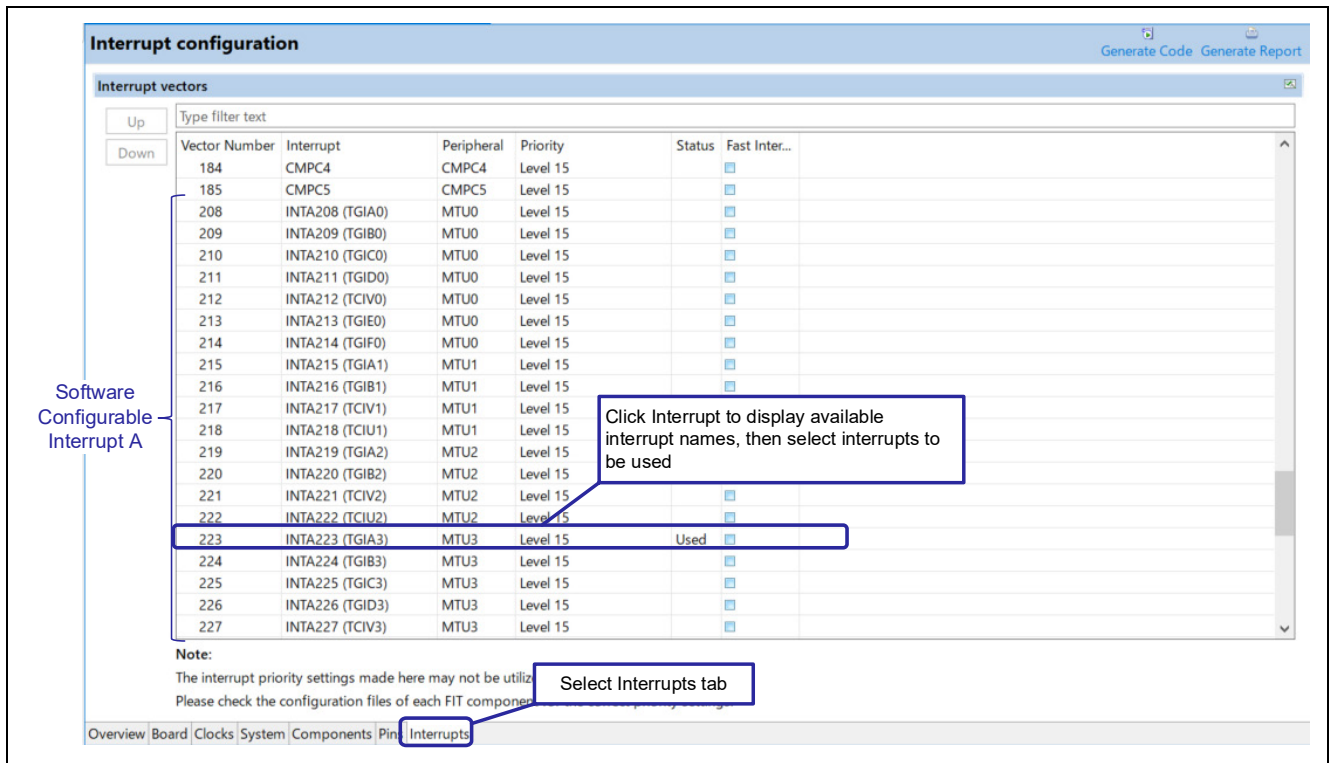 Interrupt configuration
Generate Code Generate Report
Interrupt vectors
Up
Down
Type filter text
Vector Number Interrupt Peripheral Priority Status Fast Inter...
184 CMPC4 CMPC4 Level 15
185 CMPC5 CMPC5 Level 15
208 INTA208 (TGIA0) MTU0 Level 15
209 INTA209 (TGIB0) MTU0 Level 15
210 INTA210 (TGIC0) MTU0 Level 15
211 INTA211 (TGID0) MTU0 Level 15
212 INTA212 (TCIV0) MTU0 Level 15
213 INTA213 (TGIE0) MTU0 Level 15
214 INTA214 (TGIF0) MTU0 Level 15
215 INTA215 (TGIA1) MTU1 Level 15
216 INTA216 (TGIB1) MTU1 Level 15
217 INTA217 (TCIV1) MTU1 Level 15
218 INTA218 (TCIU1) MTU1 Level 15
219 INTA219 (TGIA2) MTU2 Level 15
220 INTA220 (TGIB2) MTU2 Level 15
221 INTA221 (TCIV2) MTU2 Level 15
222 INTA222 (TCIU2) MTU2 Level 15
223 INTA223 (TGIA3) MTU3 Level 15 Used
224 INTA224 (TGIB3) MTU3 Level 15
225 INTA225 (TGIC3) MTU3 Level 15
226 INTA226 (TGID3) MTU3 Level 15
227 INTA227 (TCIV3) MTU3 Level 15
Software
Configurable
Interrupt A
Click Interrupt to display available
interrupt names, then select interrupts to
be used
Note:
The interrupt priority settings made here may not be
Please check the configuration files of each FIT
Select Interrupts tab
Overview Board Clocks System Components Pins Interrupts